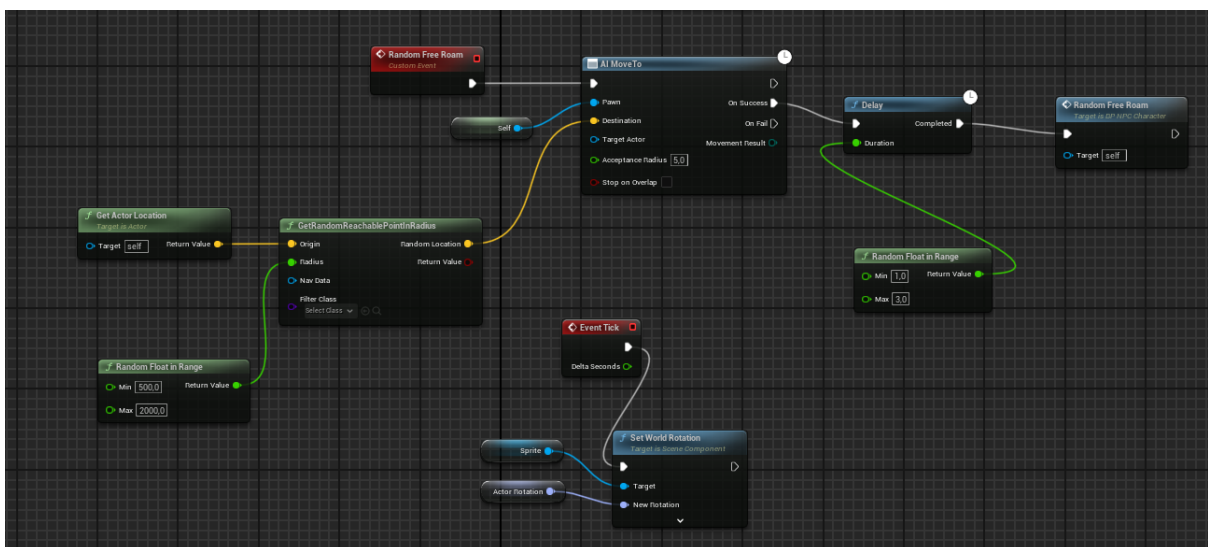 Random Free Roam
Custom Event
Self
AI MoveTo
Pawn
On Success
Destination
On Fail
Target Actor
Movement Result
Acceptance Radius 5,0
Stop on Overlap
Delay
Completed
Duration
Random Free Roam
Target is SP NPC Character
Target self
Get Actor Location
Target is Actor
Target self
Return Value
GetRandomReachablePointInRadius
Origin
Random Location
Radius
Return Value
Nav Data
Filter Class
Select Class
Random Float in Range
Min 1,0
Return Value
Max 3,0
Random Float in Range
Min 500,0
Return Value
Max 2000,0
Event Tick
Delta Seconds
Sprite
Actor Rotation
Set World Rotation
Target is Scene Component
Target
New Rotation